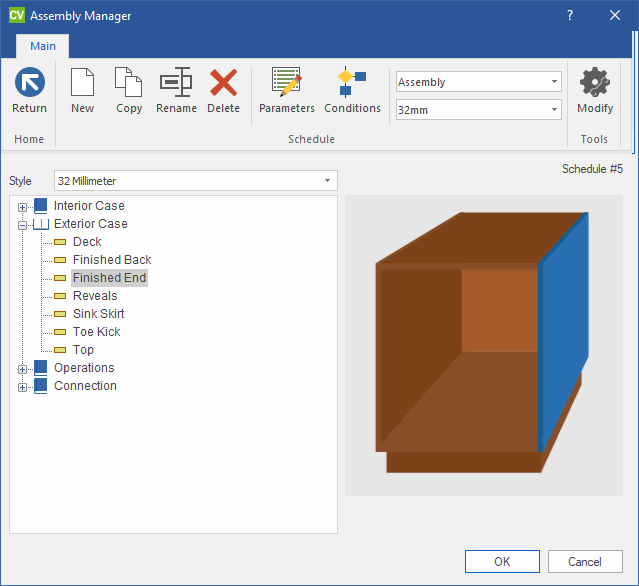 CV Assembly Manager ?
Main
Return New Copy Rename Delete Parameters Conditions Assembly Modify
32mm
Home Schedule Tools
Schedule #5
Style 32 Millimeter
Interior Case
Exterior Case
Deck
Finished Back
Finished End
Reveals
Sink Skirt
Toe Kick
Top
Operations
Connection
OK Cancel